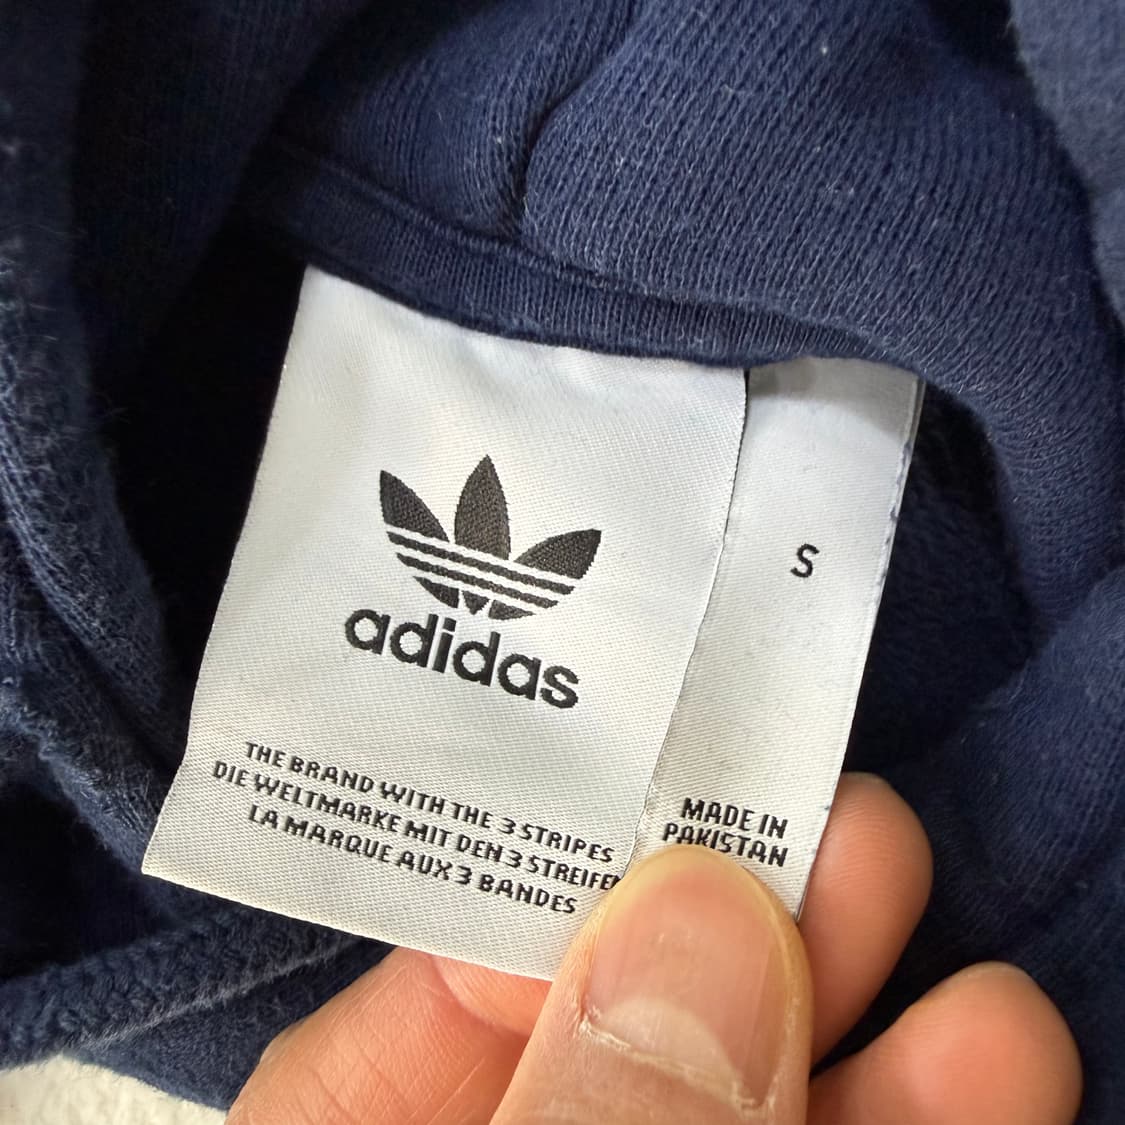 adidas
THE BRAND WITH THE 3 STRIPES
DIE WELTMARKE MIT DEN 3 STREIFEN
LA MARQUE AUX 3 BANDES
S
MADE IN
PAKISTAN